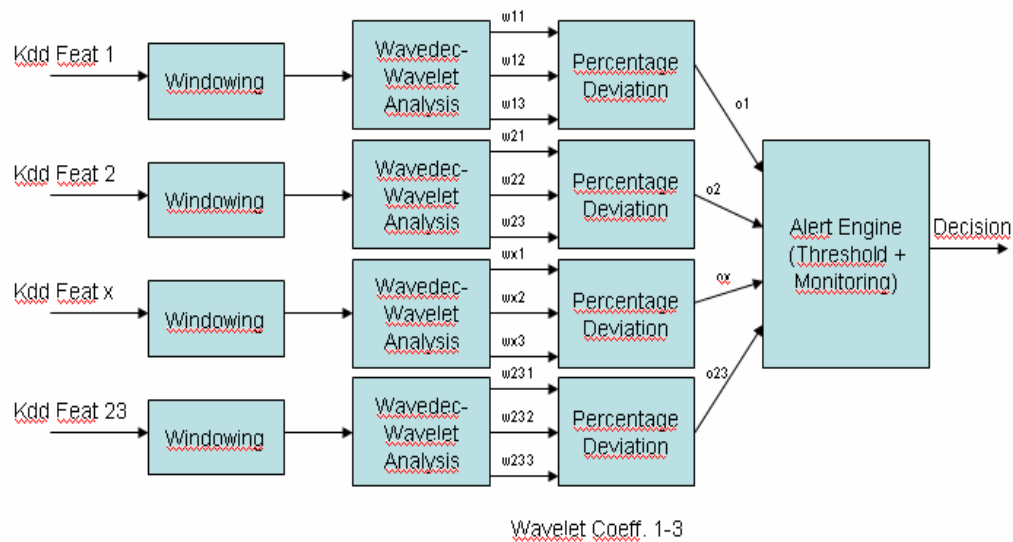 Kdd Feat 1
Windowing
Wavedec-
Wavelet
Analysis
w11
w12
w13
Percentage
Deviation
o1
Kdd Feat 2
Windowing
Wavedec-
Wavelet
Analysis
w21
w22
w23
Percentage
Deviation
o2
Kdd Feat x
Windowing
Wavedec-
Wavelet
Analysis
wx1
wx2
wx3
Percentage
Deviation
ox
Kdd Feat 23
Windowing
Wavedec-
Wavelet
Analysis
w231
w232
w233
Percentage
Deviation
o23
Alert Engine
(Threshold +
Monitoring)
Decision
Wavelet Coeff. 1-3